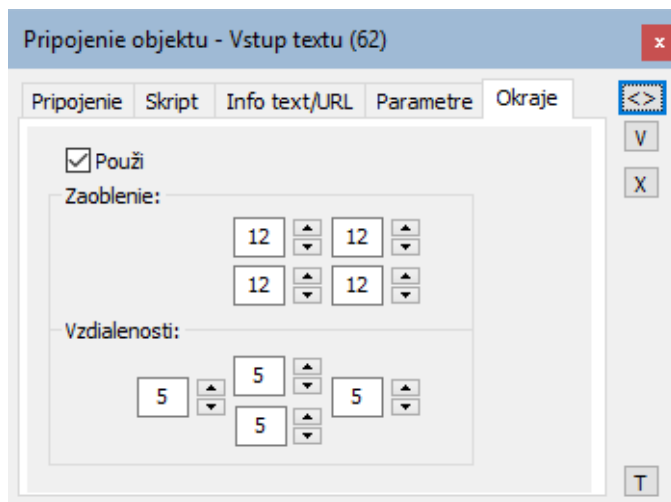 Pripojenie objektu - Vstup textu (62)
x
Pripojenie Skript Info text/URL Parametre Okraje
<>
V
X
Použi
Zaoblenie:
12 12
12 12
Vzdialenosti:
5
5 5
5
T